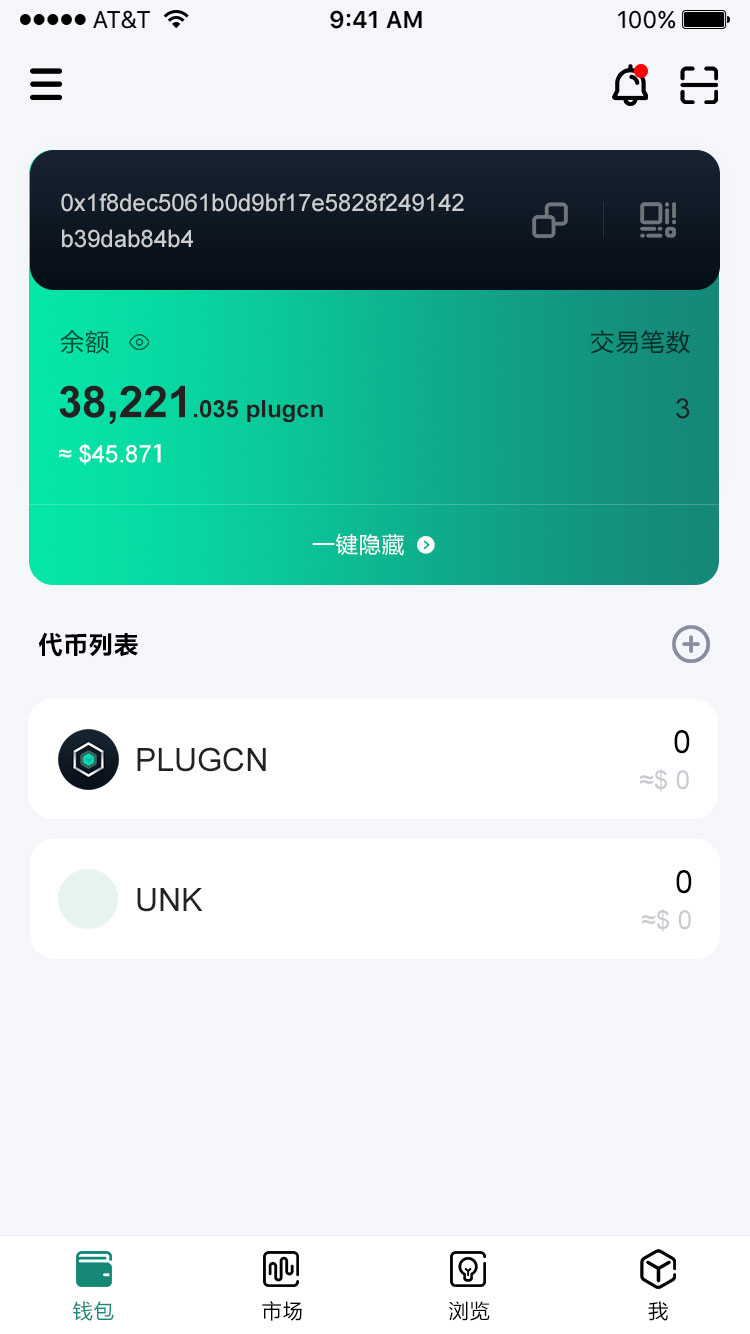 AT&T 9:41 AM 100%
0x1f8dec5061b0d9bf17e5828f249142
b39dab84b4
余额 交易笔数
38,221.035 plugcn 3
≈ $45.871
一键隐藏
代币列表
PLUGCN 0
≈$ 0
UNK 0
≈$ 0
钱包 市场 浏览 我